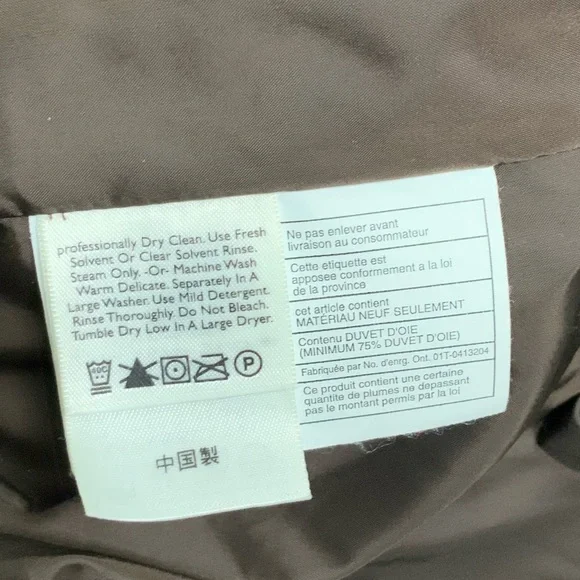 professionally Dry Clean. Use Fresh
Solvent Or Clear Solvent Rinse.
Steam Only. -Or- Machine Wash
Warm Delicate. Separately In A
Large Washer. Use Mild Detergent.
Rinse Thoroughly. Do Not Bleach.
Tumble Dry Low In A Large Dryer.
40C
P
中国製
Ne pas enlever avant
livraison au consommateur
Cette etiquette est
apposee conformement a la loi
de la province
cet article contient
MATÉRIAU NEUF SEULEMENT
Contenu DUVET D'OIE
(MINIMUM 75% DUVET D'OIE)
Fabriquée par No. d'enrg. Ont. 01T-0413204
Ce produit contient une certaine
quantite de plumes ne depassant
pas le montant permis par la loi